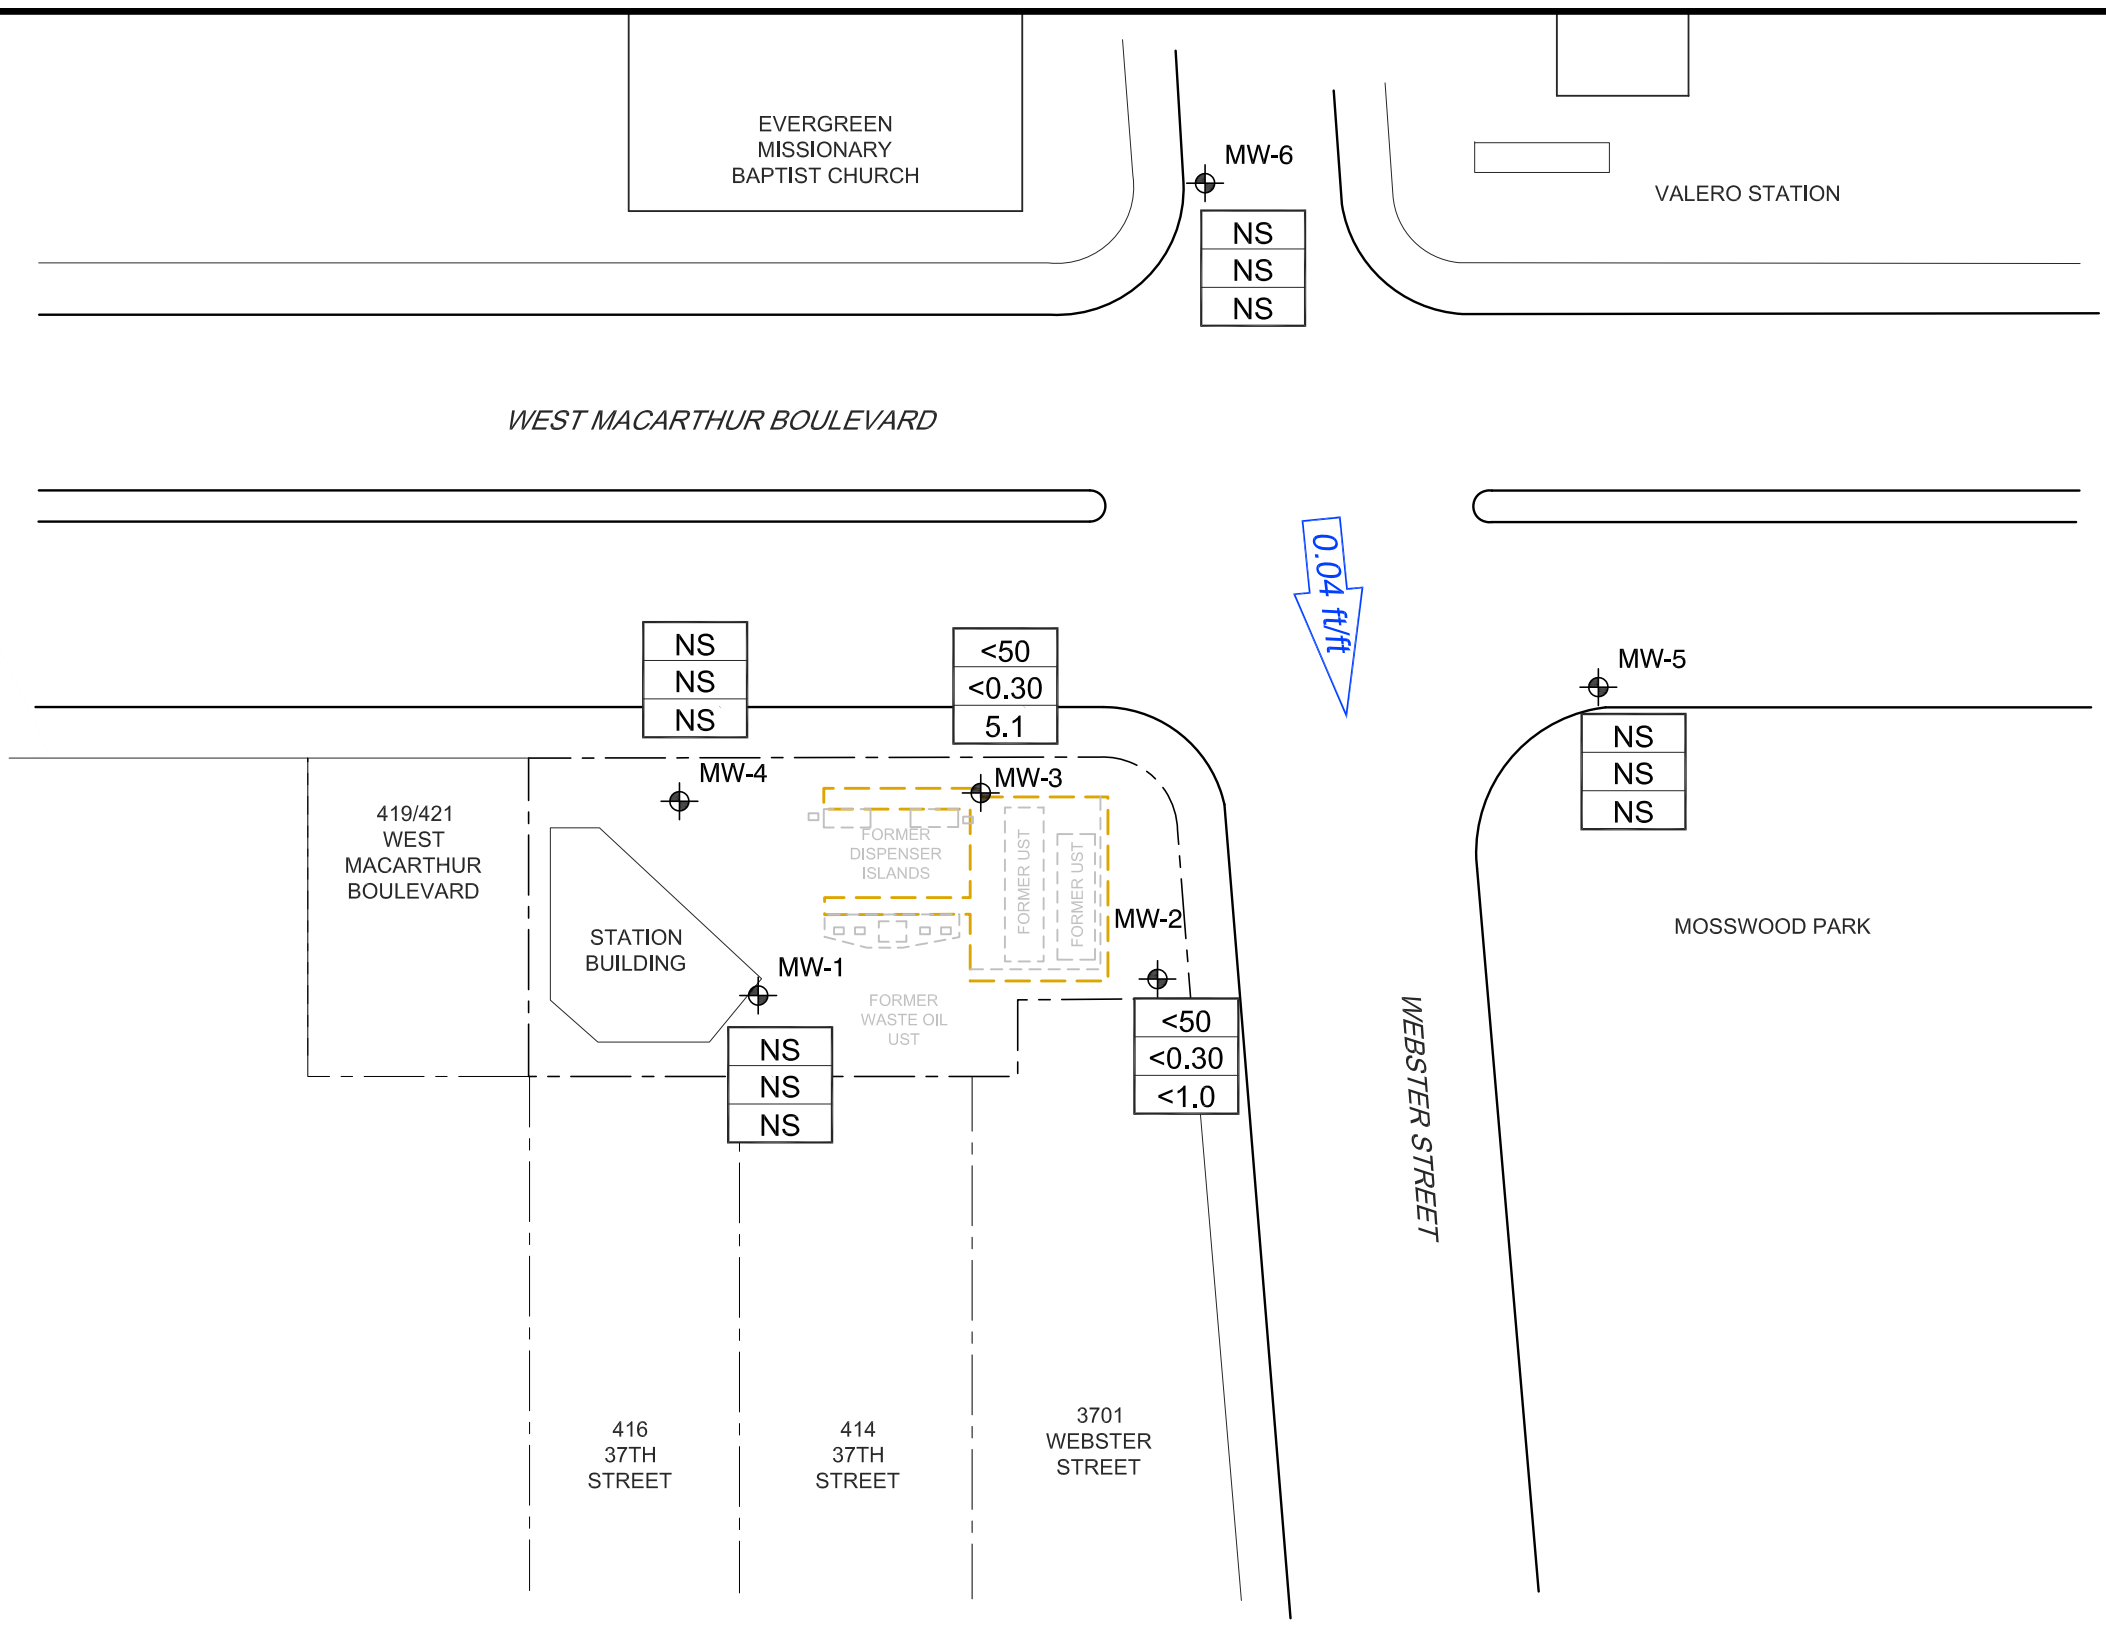 EVERGREEN
MISSIONARY
BAPTIST CHURCH
MW-6
NS
NS
NS
VALERO STATION
WEST MACARTHUR BOULEVARD
0.04 ft/ft
NS
NS
NS
MW-4
<50
<0.30
5.1
MW-3
MW-5
NS
NS
NS
419/421
WEST
MACARTHUR
BOULEVARD
FORMER
DISPENSER
ISLANDS
FORMER UST
FORMER UST
MW-2
<50
<0.30
<1.0
MOSSWOOD PARK
STATION
BUILDING
MW-1
NS
NS
NS
FORMER
WASTE OIL
UST
WEBSTER STREET
416
37TH
STREET
414
37TH
STREET
3701
WEBSTER
STREET